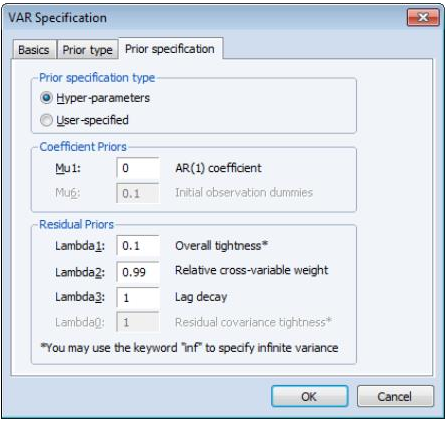 VAR Specification
Basics Prior type Prior specification
Prior specification type
Hyper-parameters
User-specified
Coefficient Priors
Mu1: 0 AR(1) coefficient
Mu6: 0.1 Initial observation dummies
Residual Priors
Lambda1: 0.1 Overall tightness*
Lambda2: 0.99 Relative cross-variable weight
Lambda3: 1 Lag decay
Lambda0: 1 Residual covariance tightness*
*You may use the keyword "inf" to specify infinite variance
OK Cancel